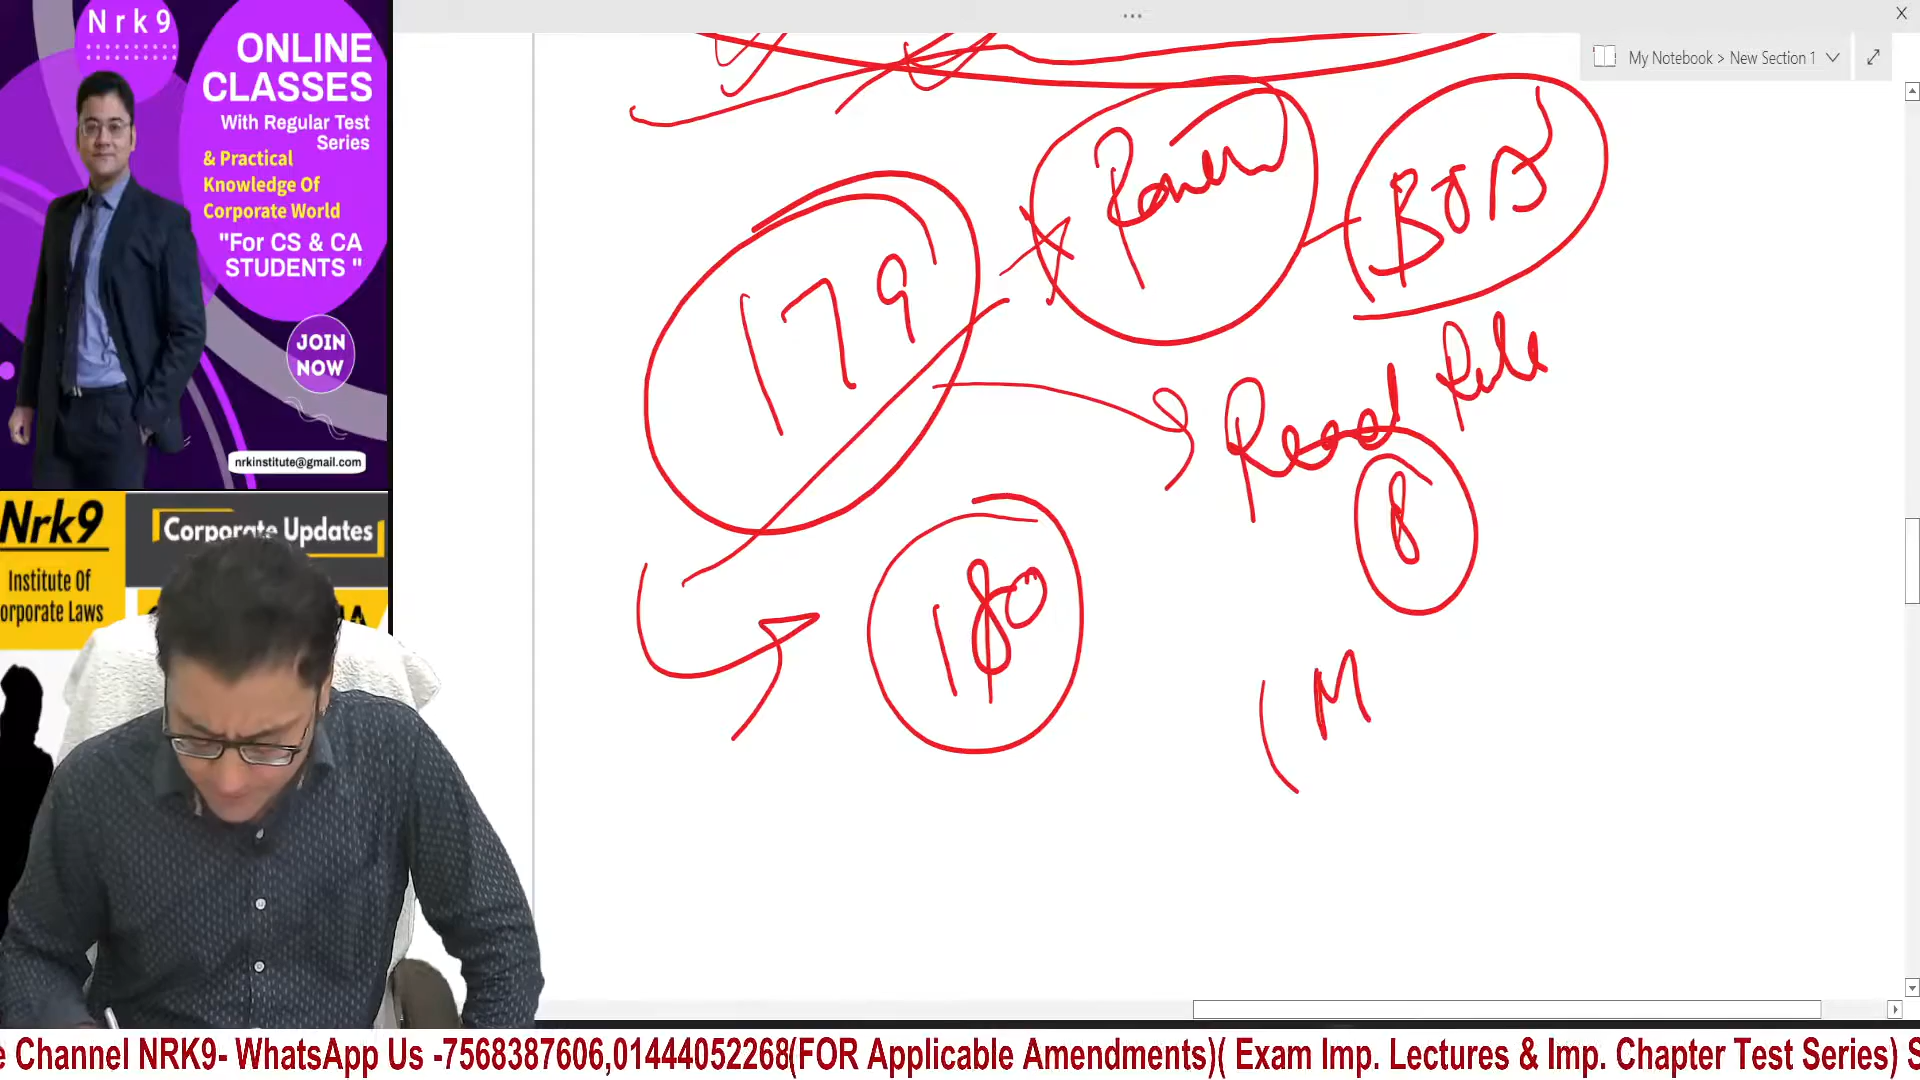 Nrk9
ONLINE
CLASSES
With Regular Test
Series
& Practical
Knowledge Of
Corporate World
"For CS & CA
STUDENTS "
JOIN
NOW
nrkinstitute@gmail.com
Nrk9
Institute Of
orporate Laws
Corporate Updates
My Notebook > New Section 1
179
Power
BOD
Read Rule
8
180
(M
e Channel NRK9- WhatsApp Us -7568387606,01444052268(FOR Applicable Amendments)( Exam Imp. Lectures & Imp. Chapter Test Series) S